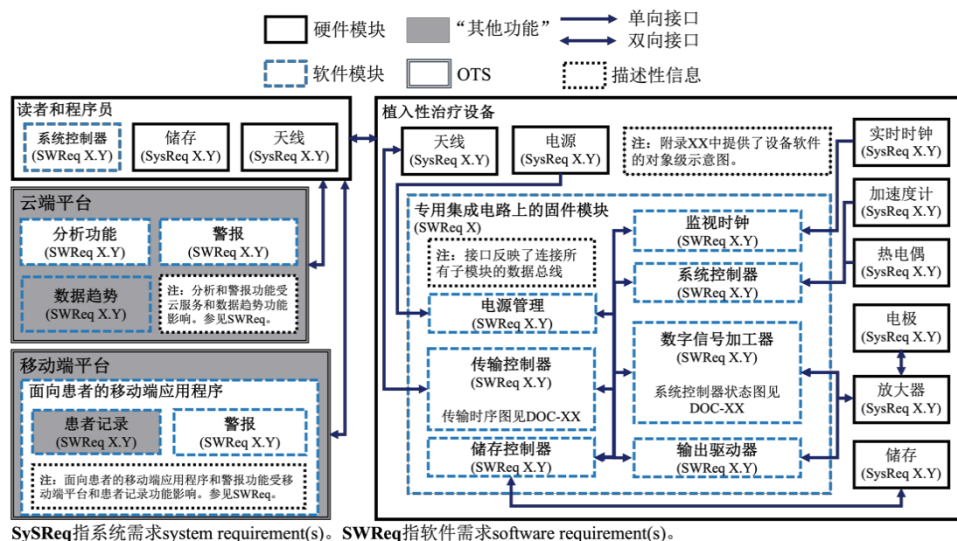 硬件模块
“其他功能”
单向接口
双向接口
软件模块
OTS
描述性信息
读者和程序员
系统控制器
(SWReq X.Y)
储存
(SysReq X.Y)
天线
(SysReq X.Y)
云端平台
分析功能
(SWReq X.Y)
警报
(SWReq X.Y)
数据趋势
(SWReq X.Y)
注：分析和警报功能受
云服务和数据趋势功能
影响。参见SWReq。
移动端平台
面向患者的移动端应用程序
患者记录
(SWReq X.Y)
警报
(SWReq X.Y)
注：面向患者的移动端应用程序和警报功能受移
动端平台和患者记录功能影响。参见SWReq。
植入性治疗设备
天线
(SysReq X.Y)
电源
(SysReq X.Y)
注：附录XX中提供了设备软件
的对象级示意图。
专用集成电路上的固件模块
(SWReq X)
注：接口反映了连接所
有子模块的数据总线
电源管理
(SWReq X.Y)
传输控制器
(SWReq X.Y)
传输时序图见DOC-XX
储存控制器
(SWReq X.Y)
监视时钟
(SWReq X.Y)
系统控制器
(SWReq X.Y)
数字信号加工器
(SWReq X.Y)
系统控制器状态图见
DOC-XX
输出驱动器
(SWReq X.Y)
实时时钟
(SysReq X.Y)
加速度计
(SysReq X.Y)
热电偶
(SysReq X.Y)
电极
(SysReq X.Y)
放大器
(SysReq X.Y)
储存
(SysReq X.Y)
SySReq指系统需求system requirement(s)。SWReq指软件需求software requirement(s)。